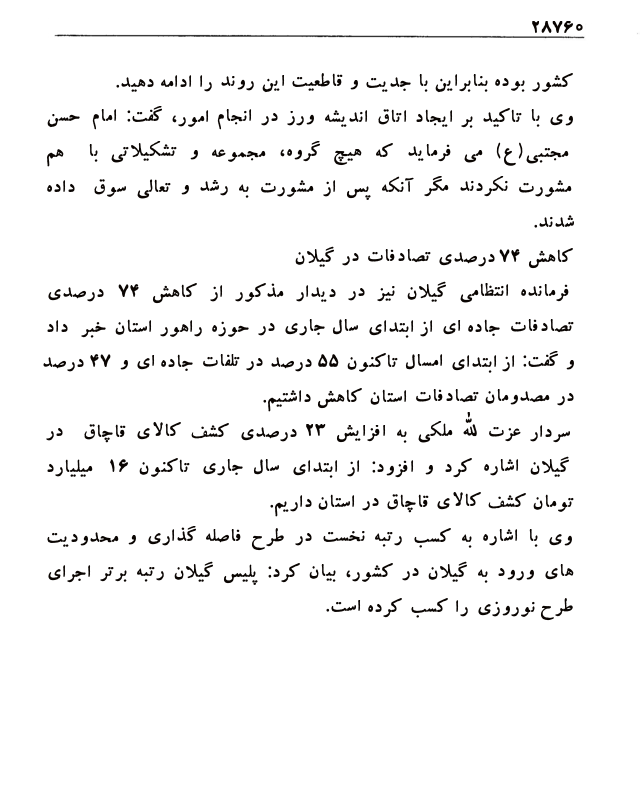 ۲۸۷۶۰
کشور بوده بنابراین با جدیت و قاطعیت این روند را ادامه دهید.
وی با تاکید بر ایجاد اتاق اندیشه ورز در انجام امور، گفت: امام حسن
مجتبی(ع) می فرماید که هیچ گروه، مجموعه و تشکیلاتی با هم
مشورت نکردند مگر آنکه پس از مشورت به رشد و تعالی سوق داده
شدند.
کاهش ۷۴ درصدی تصادفات در گیلان
فرمانده انتظامی گیلان نیز در دیدار مذکور از کاهش ۷۴ درصدی
تصادفات جاده ای از ابتدای سال جاری در حوزه راهور استان خبر داد
و گفت: از ابتدای امسال تاکنون ۵۵ درصد در تلفات جاده ای و ۴۷ درصد
در مصدومان تصادفات استان کاهش داشتیم.
سردار عزت لله ملکی به افزایش ۲۳ درصدی کشف کالای قاچاق در
گیلان اشاره کرد و افزود: از ابتدای سال جاری تاکنون ۱۶ میلیارد
تومان کشف کالای قاچاق در استان داریم.
وی با اشاره به کسب رتبه نخست در طرح فاصله گذاری و محدودیت
های ورود به گیلان در کشور، بیان کرد: پلیس گیلان رتبه برتر اجرای
طرح نوروزی را کسب کرده است.